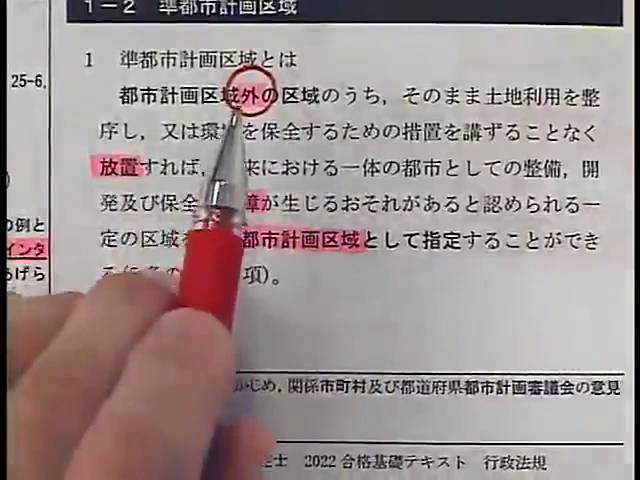 1－2 準都市計画区域
1 準都市計画区域とは
都市計画区域外の区域のうち，そのまま土地利用を整
25-6,
序し，又は環を保全するための措置を講ずることなく
放置すれば，来における一体の都市としての整備，開
発及び保全障が生じるおそれがあると認められる一
の例と
定の区域を都市計画区域として指定することができ
インタ
項）。
あげら
かじめ，関係市町村及び都道府県都市計画審議会の意見
士 2022 合格基礎テキスト 行政法規